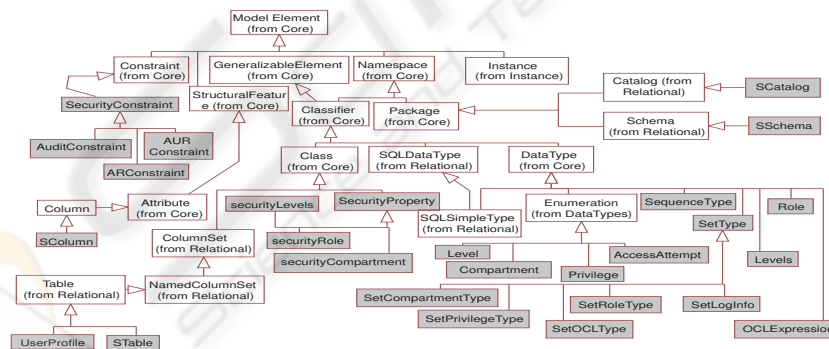 Model Element
(from Core)
Constraint
(from Core)
GeneralizableElement
(from Core)
Namespace
(from Core)
Instance
(from Instance)
StructuralFeatur
e (from Core)
Catalog (from
Relational)
SCatalog
SecurityConstraint
Classifier
(from Core)
Package
(from Core)
Schema
(from Relational)
SSchema
AuditConstraint
AUR
Constraint
ARConstraint
Class
(from Core)
SQLDataType
(from Relational)
DataType
(from Core)
Column
Attribute
(from Core)
securityLevels
SecurityProperty
SQLSimpleType
(from Relational)
Enumeration
(from DataTypes)
SequenceType
SetType
Role
SColumn
ColumnSet
(from Relational)
securityRole
securityCompartment
Level
Compartment
Privilege
AccessAttempt
Levels
Table
(from Relational)
NamedColumnSet
(from Relational)
SetCompartmentType
SetPrivilegeType
SetRoleType
SetOCLType
SetLogInfo
OCLExpression
UserProfile
STable